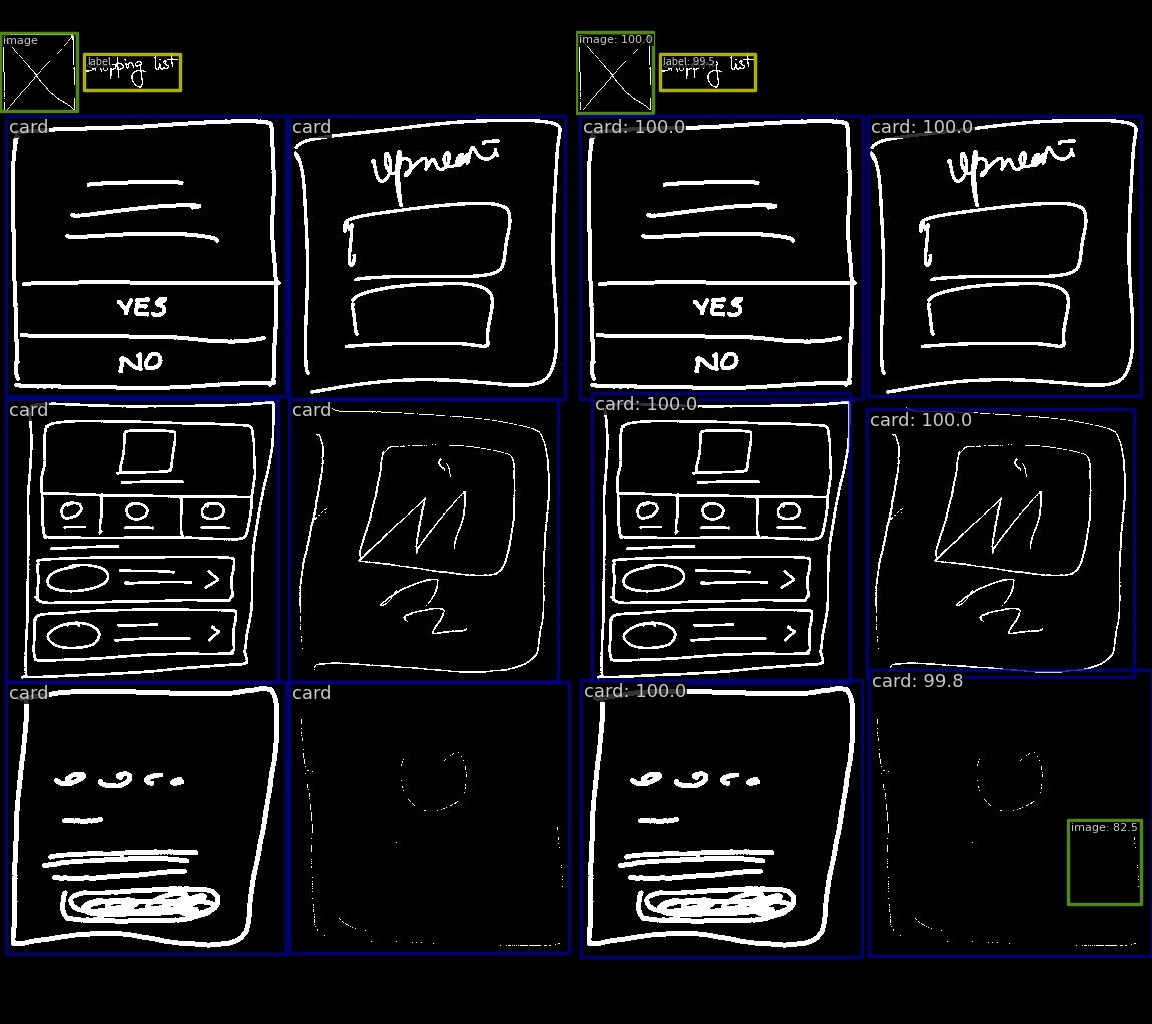 image
label
shopping list
image: 100.0
label: 99.5
shopping list
card
card
card: 100.0
card: 100.0
YES
NO
YES
NO
card
card
card: 100.0
card: 100.0
card
card
card: 100.0
card: 99.8
image: 82.5